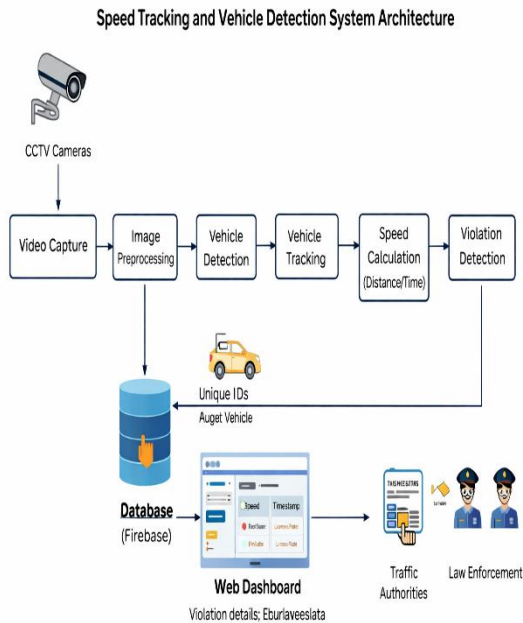 Speed Tracking and Vehicle Detection System Architecture
CCTV Cameras
Video Capture
Image
Preprocessing
Vehicle
Detection
Vehicle
Tracking
Speed
Calculation
(Distance/Time)
Violation
Detection
Unique IDs
Auget Vehicle
Database
(Firebase)
Speed
Timestamp
Web Dashboard
Violation details; Eburlaveeslata
Traffic
Authorities
Law Enforcement